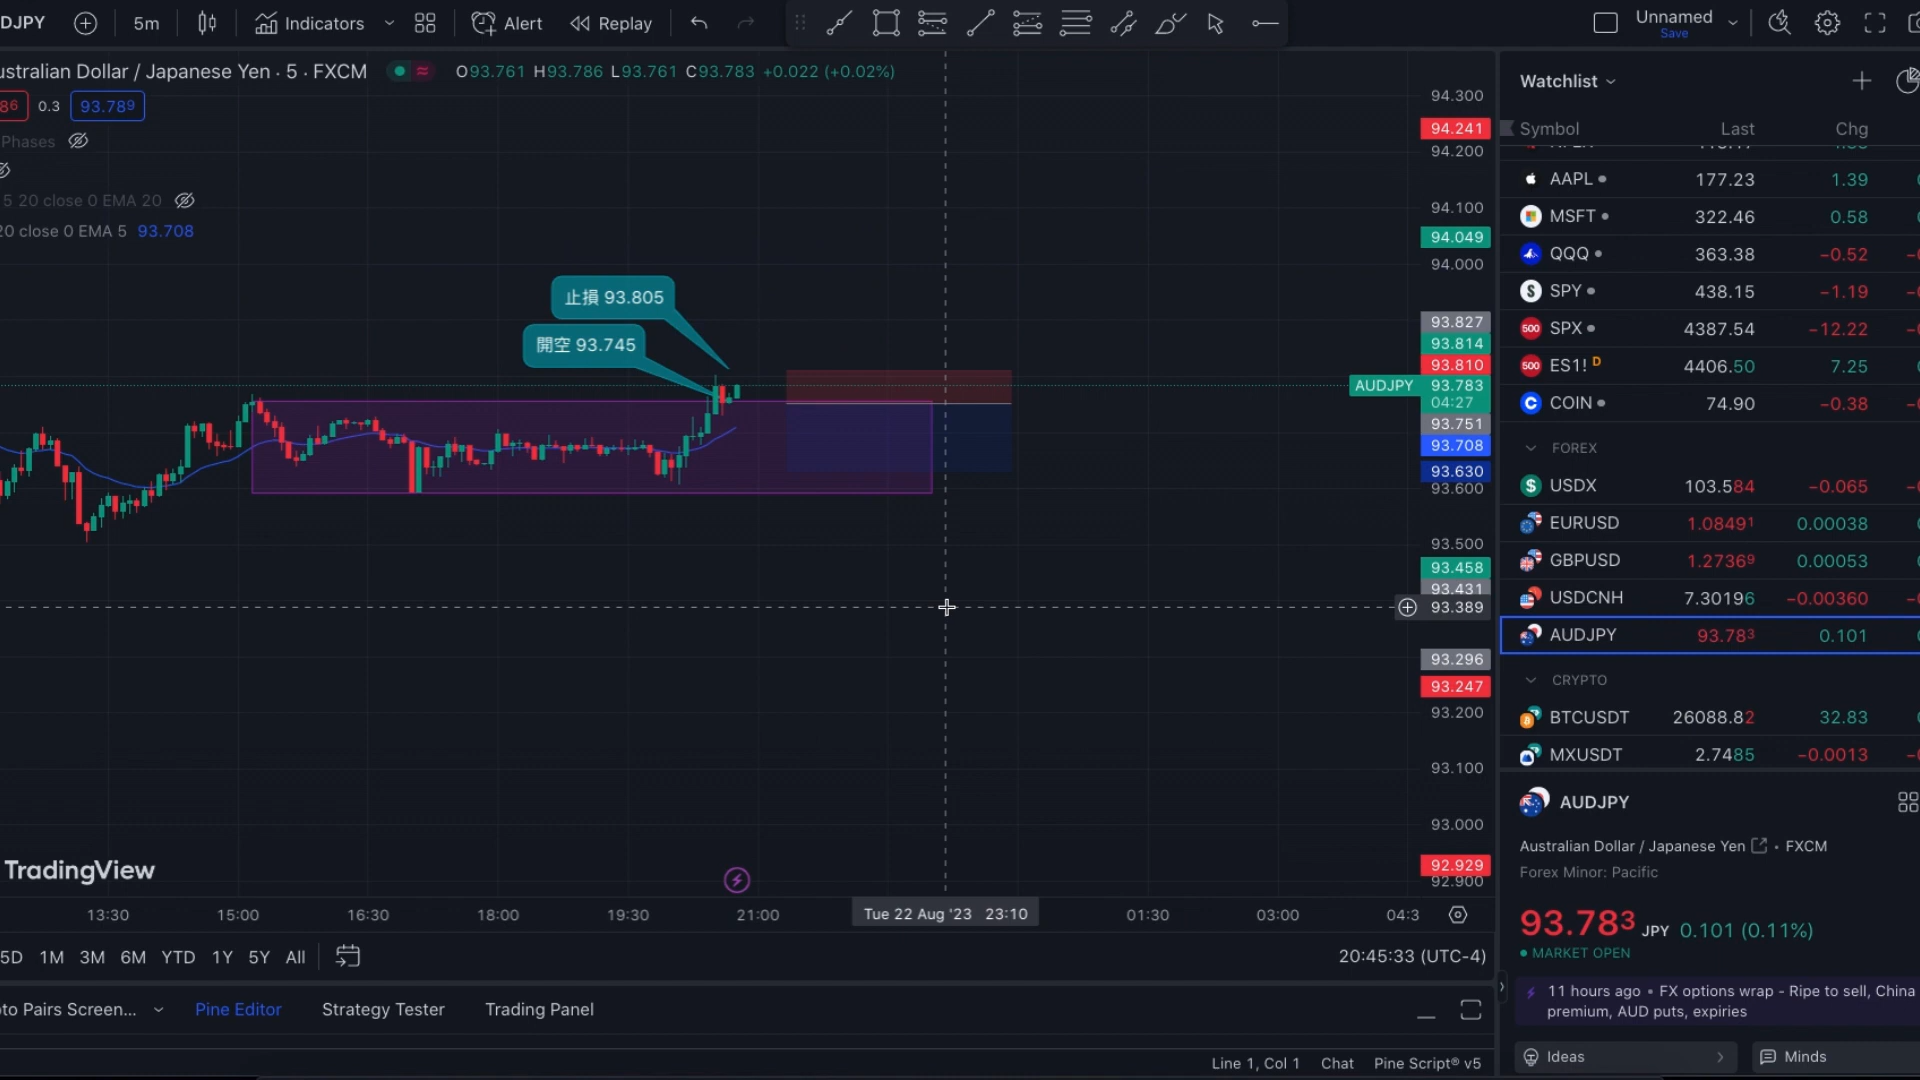 DJPY
5m
Indicators
Alert
Replay
Unnamed
Save
ustralian Dollar / Japanese Yen · 5 · FXCM
O93.761 H93.786 L93.761 C93.783 +0.022 (+0.02%)
86 0.3 93.789
Phases
5 20 close 0 EMA 20
20 close 0 EMA 5 93.708
止損 93.805
開空 93.745
94.300
94.241
94.200
94.100
94.049
94.000
93.827
93.814
93.810
AUDJPY 93.783
04:27
93.751
93.708
93.630
93.600
93.500
93.458
93.431
93.389
93.296
93.247
93.200
93.100
93.000
92.929
92.900
TradingView
13:30 15:00 16:30 18:00 19:30 21:00 Tue 22 Aug '23 23:10 01:30 03:00 04:3
5D 1M 3M 6M YTD 1Y 5Y All
20:45:33 (UTC-4)
to Pairs Screen... Pine Editor Strategy Tester Trading Panel
Line 1, Col 1 Chat Pine Script® v5
Watchlist
Symbol Last Chg
AAPL 177.23 1.39
MSFT 322.46 0.58
QQQ 363.38 −0.52
SPY 438.15 −1.19
500 SPX 4387.54 −12.22
500 ES1! D 4406.50 7.25
COIN 74.90 −0.38
FOREX
USDX 103.584 −0.065
EURUSD 1.08491 0.00038
GBPUSD 1.27369 0.00053
USDCNH 7.30196 −0.00360
AUDJPY 93.783 0.101
CRYPTO
BTCUSDT 26088.82 32.83
MXUSDT 2.7485 −0.0013
AUDJPY
Australian Dollar / Japanese Yen • FXCM
Forex Minor: Pacific
93.783 JPY 0.101 (0.11%)
MARKET OPEN
11 hours ago • FX options wrap - Ripe to sell, China
premium, AUD puts, expiries
Ideas
Minds